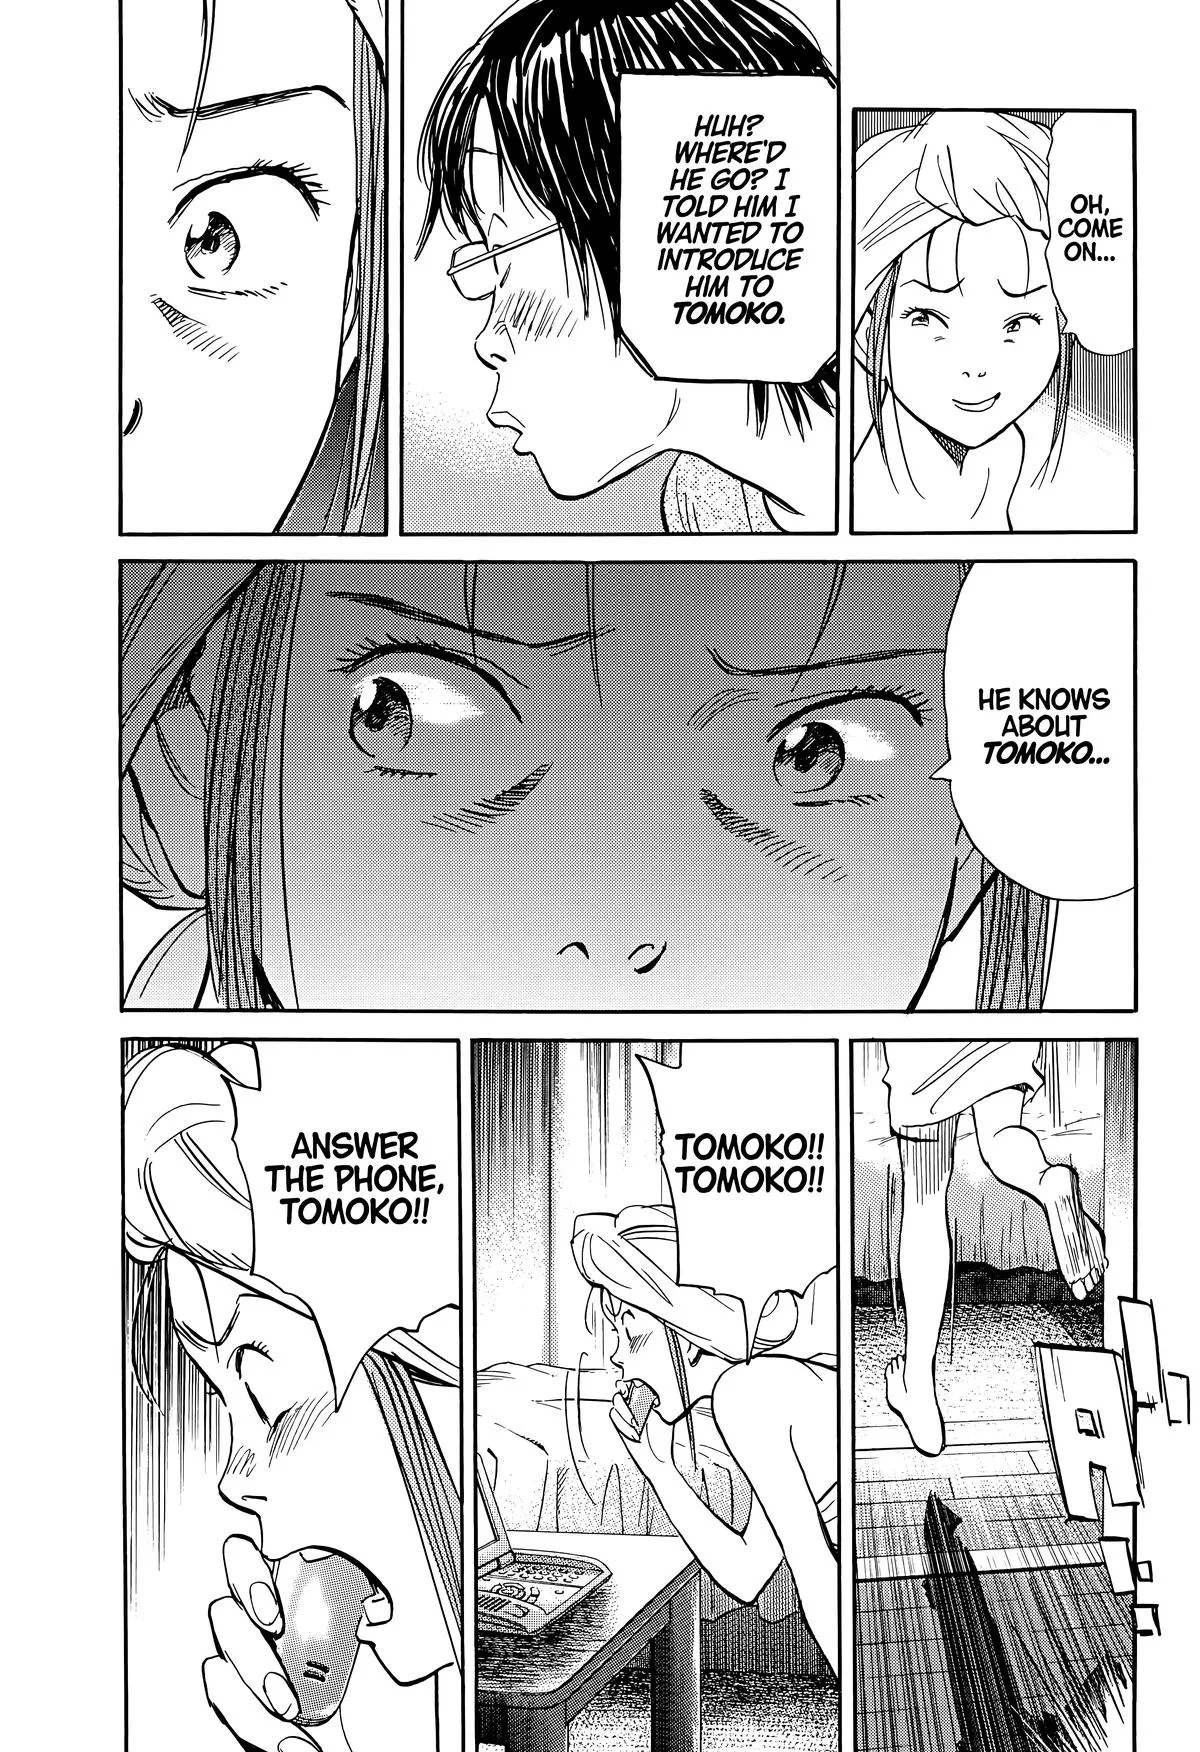 OH,
COME
ON...
HUH?
WHERE'D
HE GO? I
TOLD HIM I
WANTED TO
INTRODUCE
HIM TO
TOMOKO.
HE KNOWS
ABOUT
TOMOKO...
TOMOKO!!
TOMOKO!!
ANSWER
THE PHONE,
TOMOKO!!